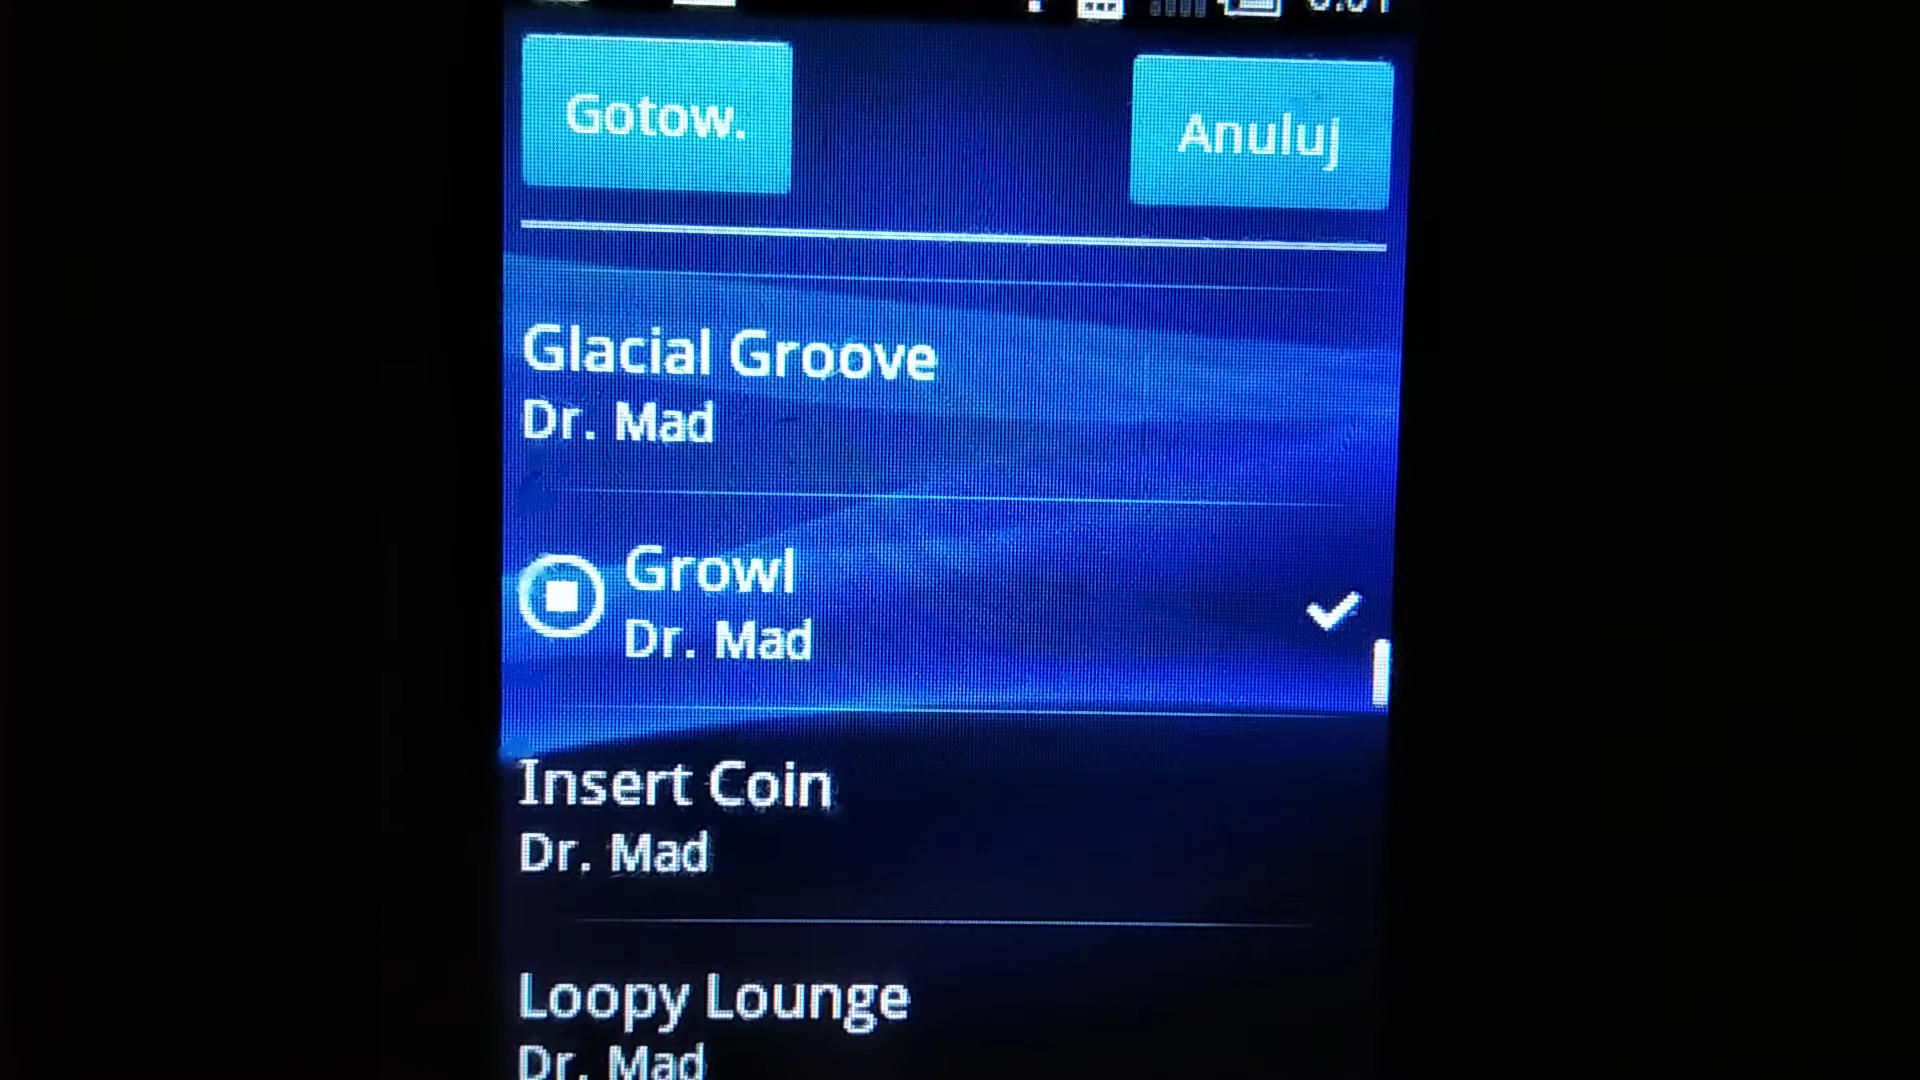 Gotow.
Anuluj
Glacial Groove
Dr. Mad
Growl
Dr. Mad
Insert Coin
Dr. Mad
Loopy Lounge
Dr. Mad